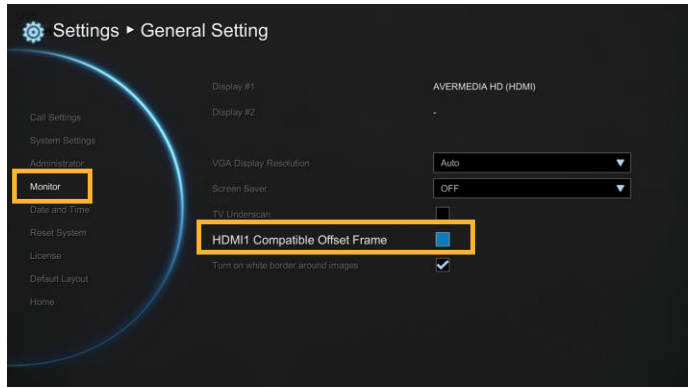 Settings ▸ General Setting
Display #1 AVERMEDIA HD (HDMI)
Display #2 -
Call Settings
System Settings
Administrator
VGA Display Resolution Auto
Monitor
Screen Saver OFF
Date and Time
TV Underscan
Reset System
HDMI1 Compatible Offset Frame
License
Turn on white border around images
Default Layout
Home